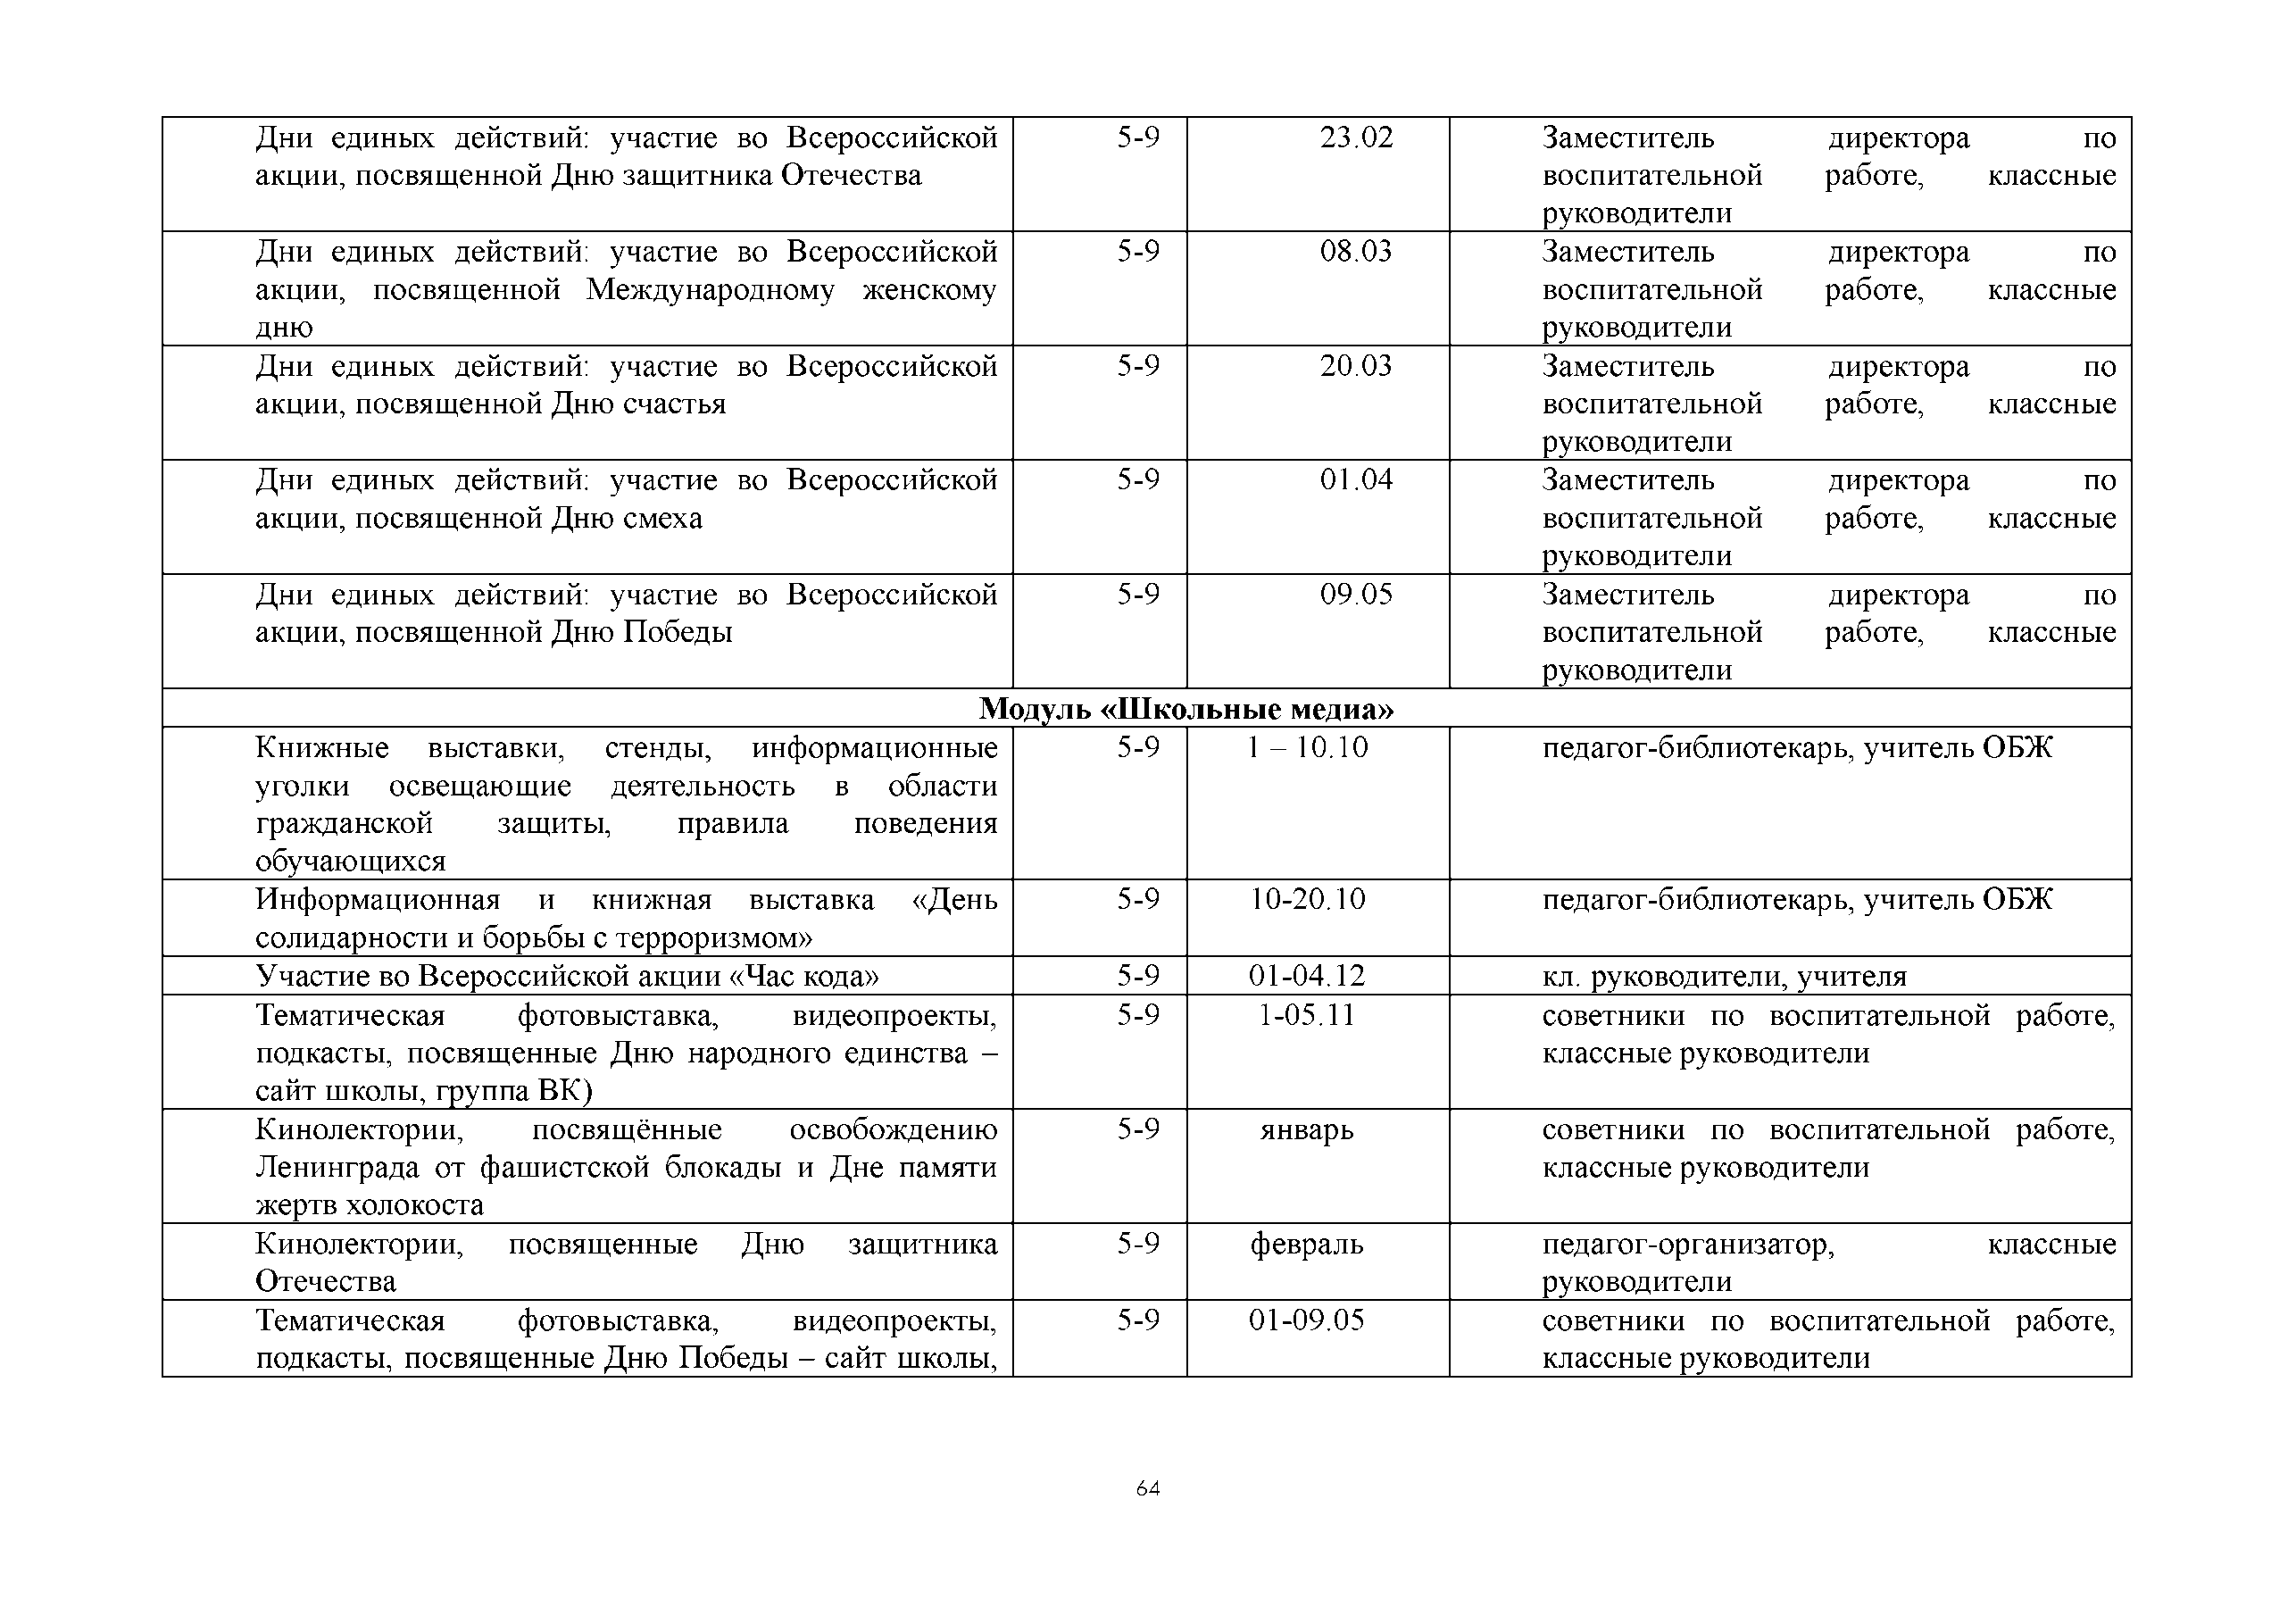 Дни единых действий: участие во Всероссийской 5-9 23.02 Заместитель директора по
акции, посвященной Дню защитника Отечества воспитательной работе, классные
руководители
Дни единых действий: участие во Всероссийской 5-9 08.03 Заместитель директора по
акции, посвященной Международному женскому воспитательной работе, классные
дню руководители
Дни единых действий: участие во Всероссийской 5-9 20.03 Заместитель директора по
акции, посвященной Дню счастья воспитательной работе, классные
руководители
Дни единых действий: участие во Всероссийской 5-9 01.04 Заместитель директора по
акции, посвященной Дню смеха воспитательной работе, классные
руководители
Дни единых действий: участие во Всероссийской 5-9 09.05 Заместитель директора по
акции, посвященной Дню Победы воспитательной работе, классные
руководители
Модуль «Школьные медиа»
Книжные выставки, стенды, информационные 5-9 1 – 10.10 педагог-библиотекарь, учитель ОБЖ
уголки освещающие деятельность в области
гражданской защиты, правила поведения
обучающихся
Информационная и книжная выставка «День 5-9 10-20.10 педагог-библиотекарь, учитель ОБЖ
солидарности и борьбы с терроризмом»
Участие во Всероссийской акции «Час кода» 5-9 01-04.12 кл. руководители, учителя
Тематическая фотовыставка, видеопроекты, 5-9 1-05.11 советники по воспитательной работе,
подкасты, посвященные Дню народного единства – классные руководители
сайт школы, группа ВК)
Кинолектории, посвящённые освобождению 5-9 январь советники по воспитательной работе,
Ленинграда от фашистской блокады и Дне памяти классные руководители
жертв холокоста
Кинолектории, посвященные Дню защитника 5-9 февраль педагог-организатор, классные
Отечества руководители
Тематическая фотовыставка, видеопроекты, 5-9 01-09.05 советники по воспитательной работе,
подкасты, посвященные Дню Победы – сайт школы, классные руководители
64